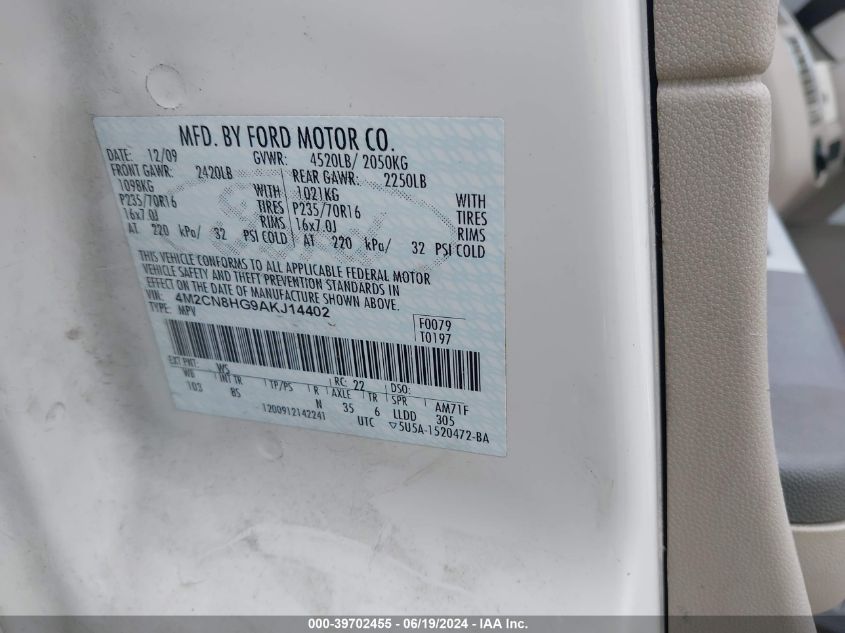 MFD. BY FORD MOTOR CO.
DATE: 12/09 GVWR: 4520LB/ 2050KG
FRONT GAWR: 2420LB REAR GAWR: 2250LB
1098KG WITH 1021KG WITH
P235/70R16 TIRES P235/70R16 TIRES
16x7.0J RIMS 16x7.0J RIMS
AT 220 kPa/ 32 PSI COLD AT 220 kPa/ 32 PSI COLD
THIS VEHICLE CONFORMS TO ALL APPLICABLE FEDERAL MOTOR
VEHICLE SAFETY AND THEFT PREVENTION STANDARDS IN
EFFECT ON THE DATE OF MANUFACTURE SHOWN ABOVE.
VIN: 4M2CN8HG9AKJ14402 F0079
TYPE: MPV T0197
EXT PNT: WS RC: 22 DSO:
WB INT TR TP/PS R AXLE TR SPR AM71F
103 BS N 35 6 LLDD 305
1200912142241 UTC ▽5U5A-1520472-BA
000-39702455 - 06/19/2024 - IAA Inc.